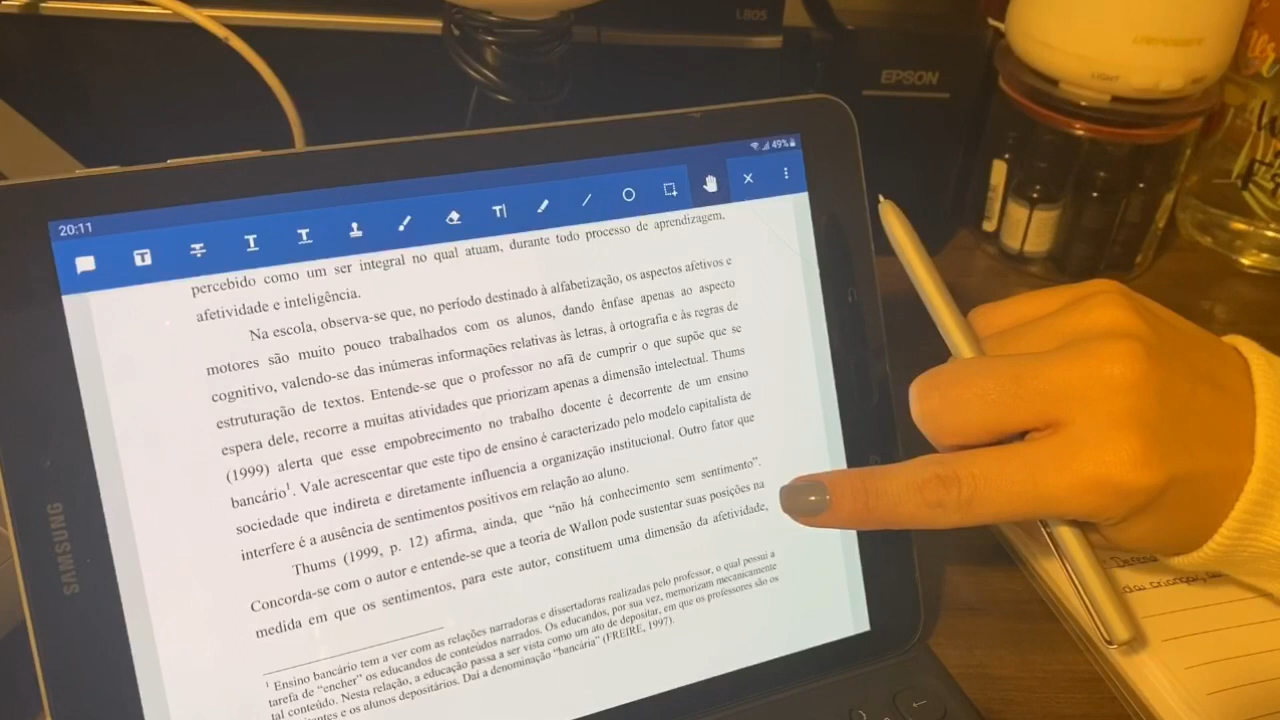 L805
EPSON
LIGHT
20:11
49%
T
T
T
T
T
percebido como um ser integral no qual atuam, durante todo processo de aprendizagem,
afetividade e inteligência.
Na escola, observa-se que, no período destinado à alfabetização, os aspectos afetivos e
motores são muito pouco trabalhados com os alunos, dando ênfase apenas ao aspecto
cognitivo, valendo-se das inúmeras informações relativas às letras, à ortografia e às regras de
estruturação de textos. Entende-se que o professor no afã de cumprir o que supõe que se
espera dele, recorre a muitas atividades que priorizam apenas a dimensão intelectual. Thums
(1999) alerta que esse empobrecimento no trabalho docente é decorrente de um ensino
bancário¹. Vale acrescentar que este tipo de ensino é caracterizado pelo modelo capitalista de
sociedade que indireta e diretamente influencia a organização institucional. Outro fator que
interfere é a ausência de sentimentos positivos em relação ao aluno.
Thums (1999, p. 12) afirma, ainda, que “não há conhecimento sem sentimento”.
Concorda-se com o autor e entende-se que a teoria de Wallon pode sustentar suas posições na
medida em que os sentimentos, para este autor, constituem uma dimensão da afetividade,
¹ Ensino bancário tem a ver com as relações narradoras e dissertadoras realizadas pelo professor, o qual possui a
tarefa de “encher” os educandos de conteúdos narrados. Os educandos, por sua vez, memorizam mecanicamente
tal conteúdo. Nesta relação, a educação passa a ser vista como um ato de depositar, em que os professores são os
e os alunos depositários. Daí a denominação “bancária” (FREIRE, 1997).
SAMSUNG